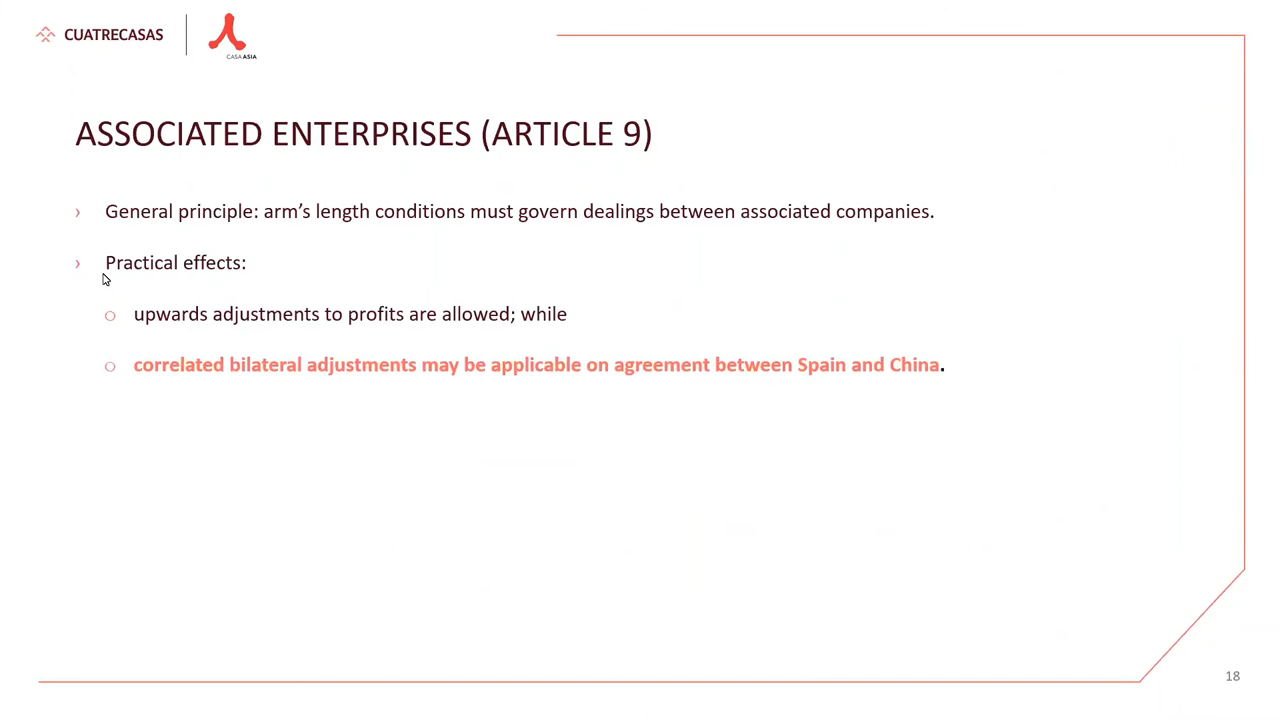 CUATRECASAS
CASAASIA
ASSOCIATED ENTERPRISES (ARTICLE 9)
› General principle: arm’s length conditions must govern dealings between associated companies.
› Practical effects:
○ upwards adjustments to profits are allowed; while
○ correlated bilateral adjustments may be applicable on agreement between Spain and China.
18